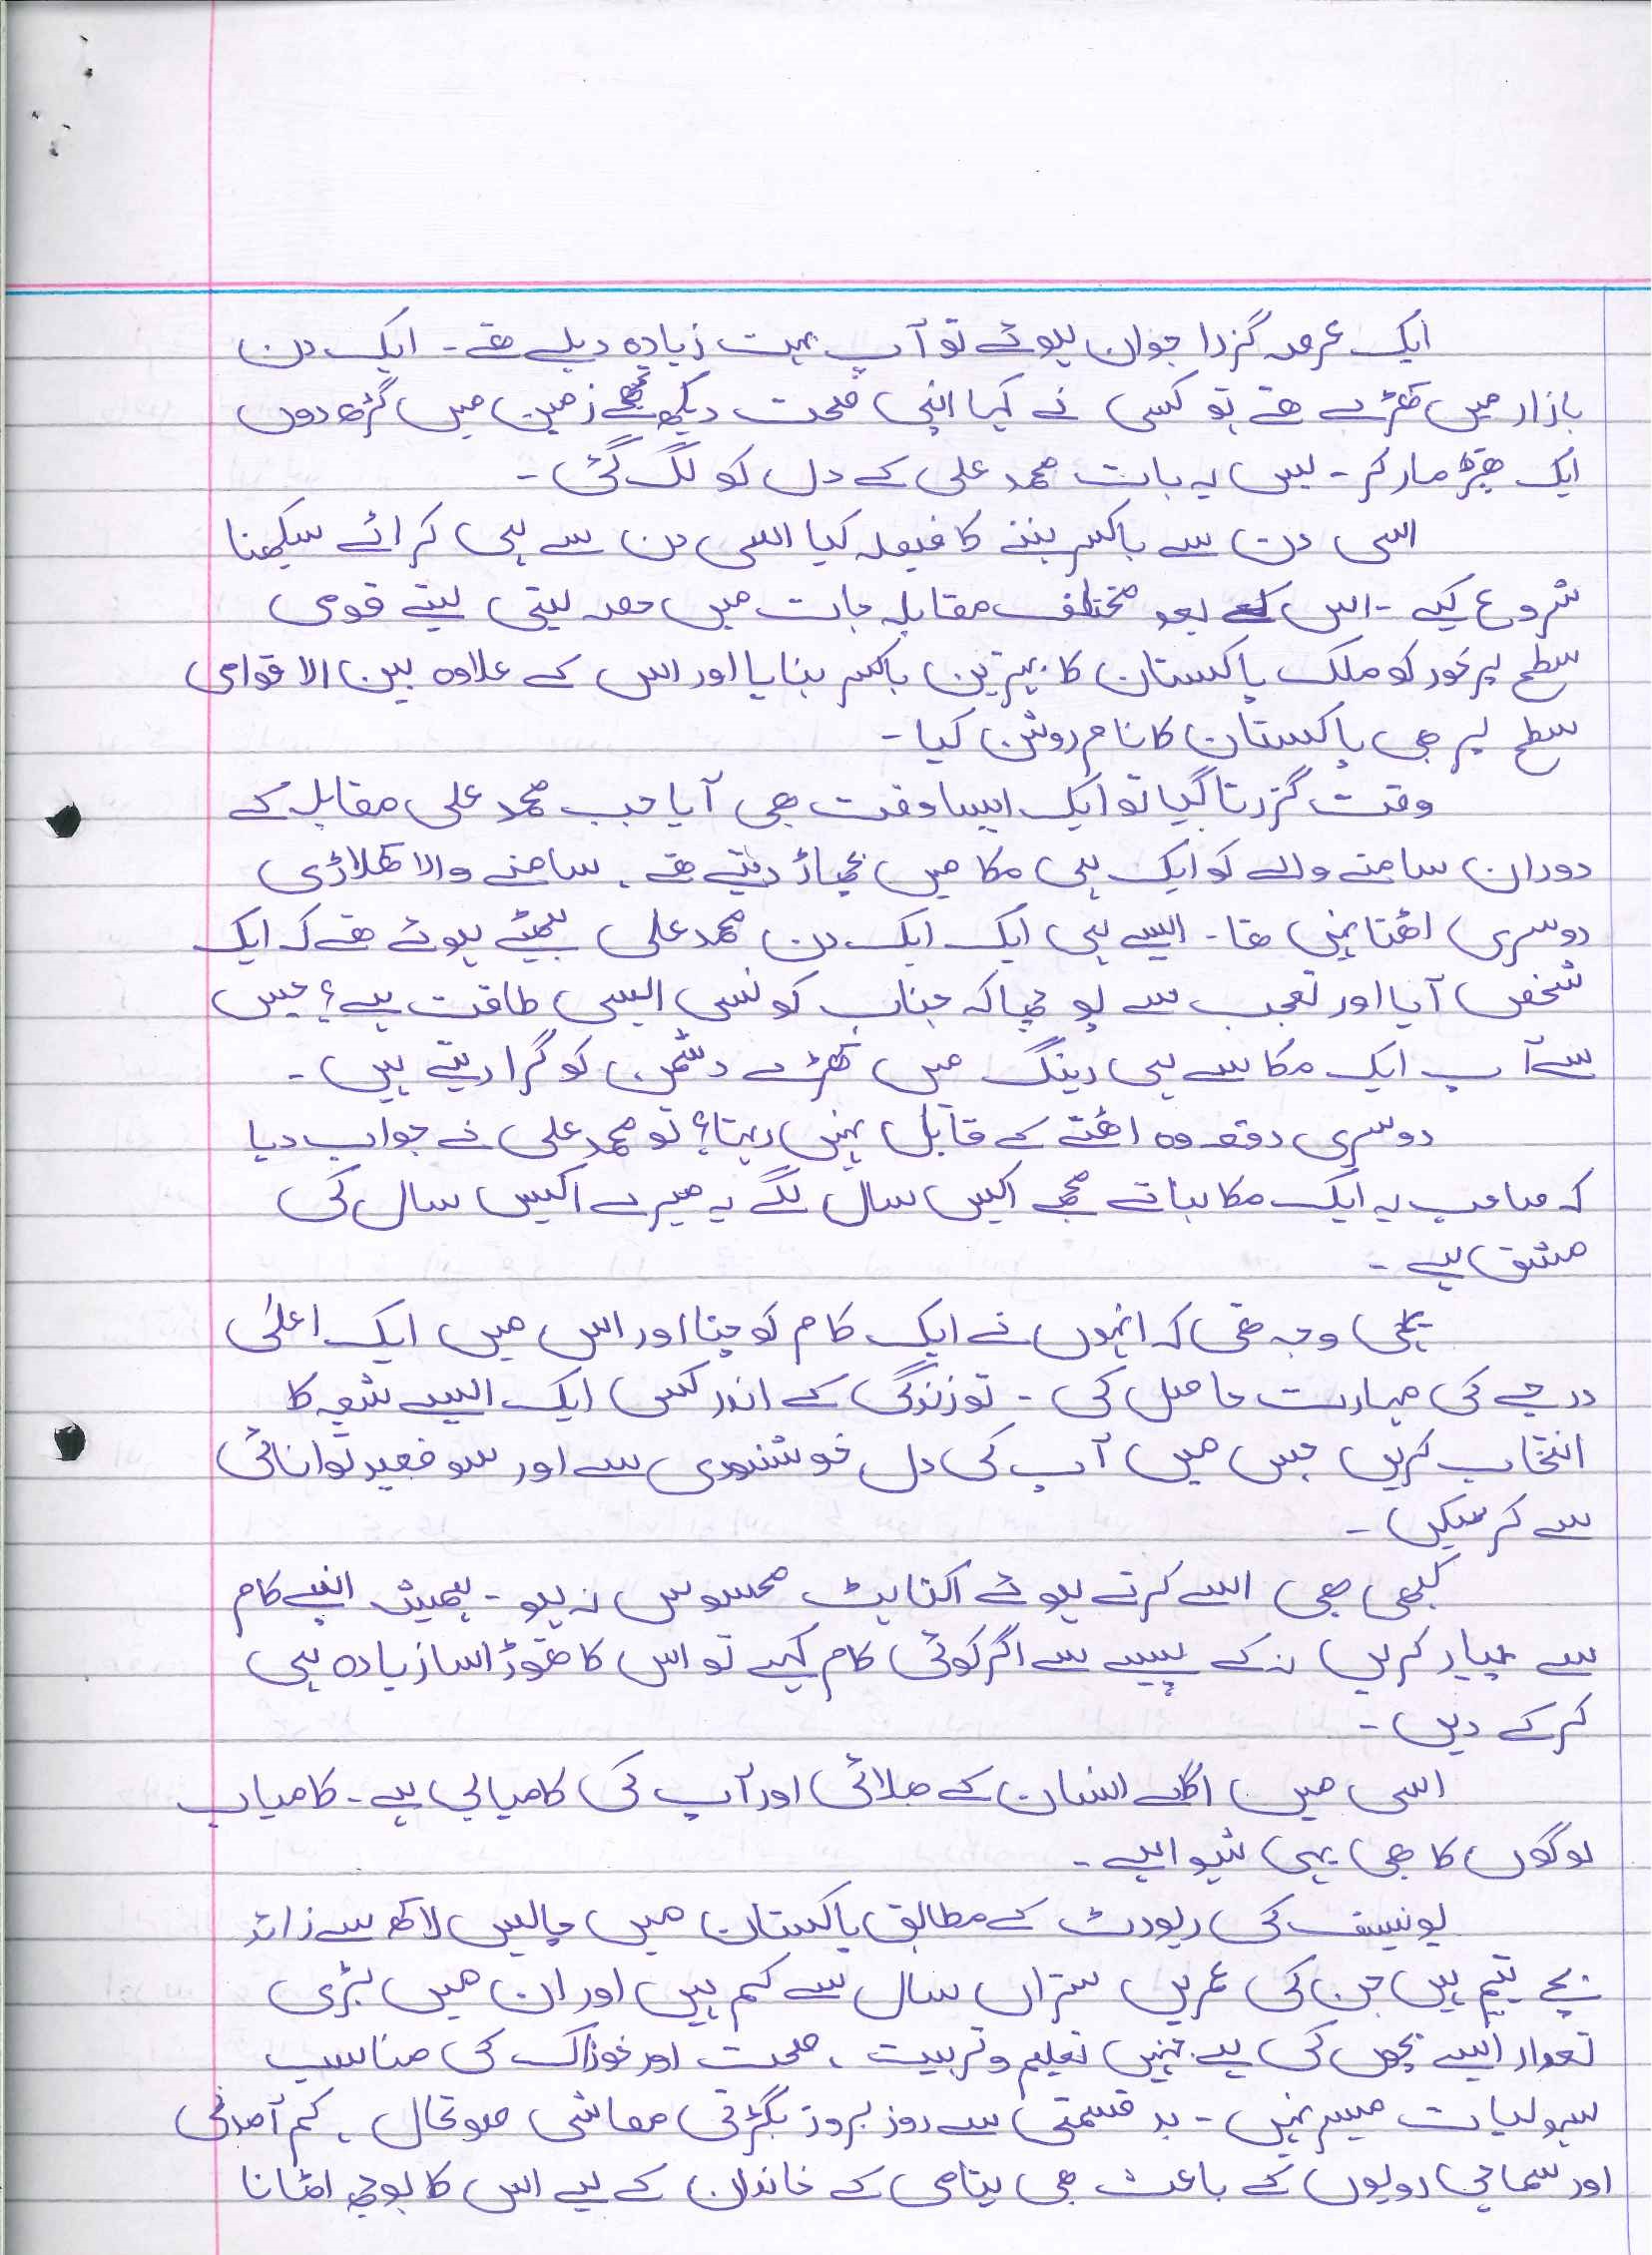 ایک عرصہ گزرا جوان ہوئے تو آپ بہت زیادہ دبلے تھے۔ ایک دن
بازار میں کھڑے تھے تو کسی نے کہا اپنی صحت دیکھ تجھے زمین میں گڑھ دوں
ایک تھپڑ مار کر۔ بس یہ بات محمد علی کے دل کو لگ گئی۔
اسی دن سے باکسر بننے کا فیصلہ کیا اسی دن سے ہی کرائے سیکھنا
شروع کیے۔ اس کے بعد مختلف مقابلہ جات میں حصہ لیتی لیتے قومی
سطح پر خود کو ملک پاکستان کا بہترین باکسر بنایا اور اس کے علاوہ بین الاقوامی
سطح پر بھی پاکستان کا نام روشن کیا۔
وقت گزرتا گیا تو ایک ایسا وقت بھی آیا جب محمد علی مقابلہ کے
دوران سامنے والے کو ایک ہی مکا میں پچھاڑ دیتے تھے۔ سامنے والا کھلاڑی
دوسری اٹھتا نہیں تھا۔ ایسے ہی ایک ایک دن محمد علی بیٹھے ہوئے تھے کہ ایک
شخص آیا اور تعجب سے پوچھا کہ جناب کونسی ایسی طاقت ہے؟ جس
سے آپ ایک مکا سے ہی رینگ میں کھڑے دشمن کو گرا دیتے ہیں۔
دوسری دفعہ وہ اٹھنے کے قابل نہیں رہتا؟ تو محمد علی نے جواب دیا
کہ صاحب یہ ایک مکا بناتے مجھے اکیس سال لگے یہ میرے اکیس سال کی
مشق ہے۔
یہی وجہ تھی کہ انہوں نے ایک کام کو چنا اور اس میں ایک اعلیٰ
درجے کی مہارت حاصل کی۔ تو زندگی کے اندر کسی ایک ایسے شعبہ کا
انتخاب کریں جس میں آپ کی دل خوشنودی سے اور سو فیصد توانائی
سے کر سکیں۔
کبھی بھی اسے کرتے ہوئے اکتاہٹ محسوس نہ ہو۔ ہمیشہ اپنے کام
سے پیار کریں نہ کے پیسے سے اگر کوئی کام کہے تو اس کا تھوڑا سا زیادہ ہی
کر کے دیں۔
اسی میں اگلے انسان کے بھلائی اور آپ کی کامیابی ہے۔ کامیاب
لوگوں کا بھی یہی شیوا ہے۔
یونیسف کی رپورٹ کے مطابق پاکستان میں چالیس لاکھ سے زائد
بچے یتیم ہیں جن کی عمریں ستراں سال سے کم ہیں اور ان میں بڑی
تعداد ایسے بچوں کی ہے جنہیں تعلیم و تربیت، صحت اور خوراک کی مناسب
سہولیات میسر نہیں۔ بد قسمتی سے روز بروز بگڑتی معاشی صوتحال، کم آمدنی
اور سماجی رویوں کے باعث بھی یتامی کے خاندان کے لیے اس کا بوجھ اٹھانا